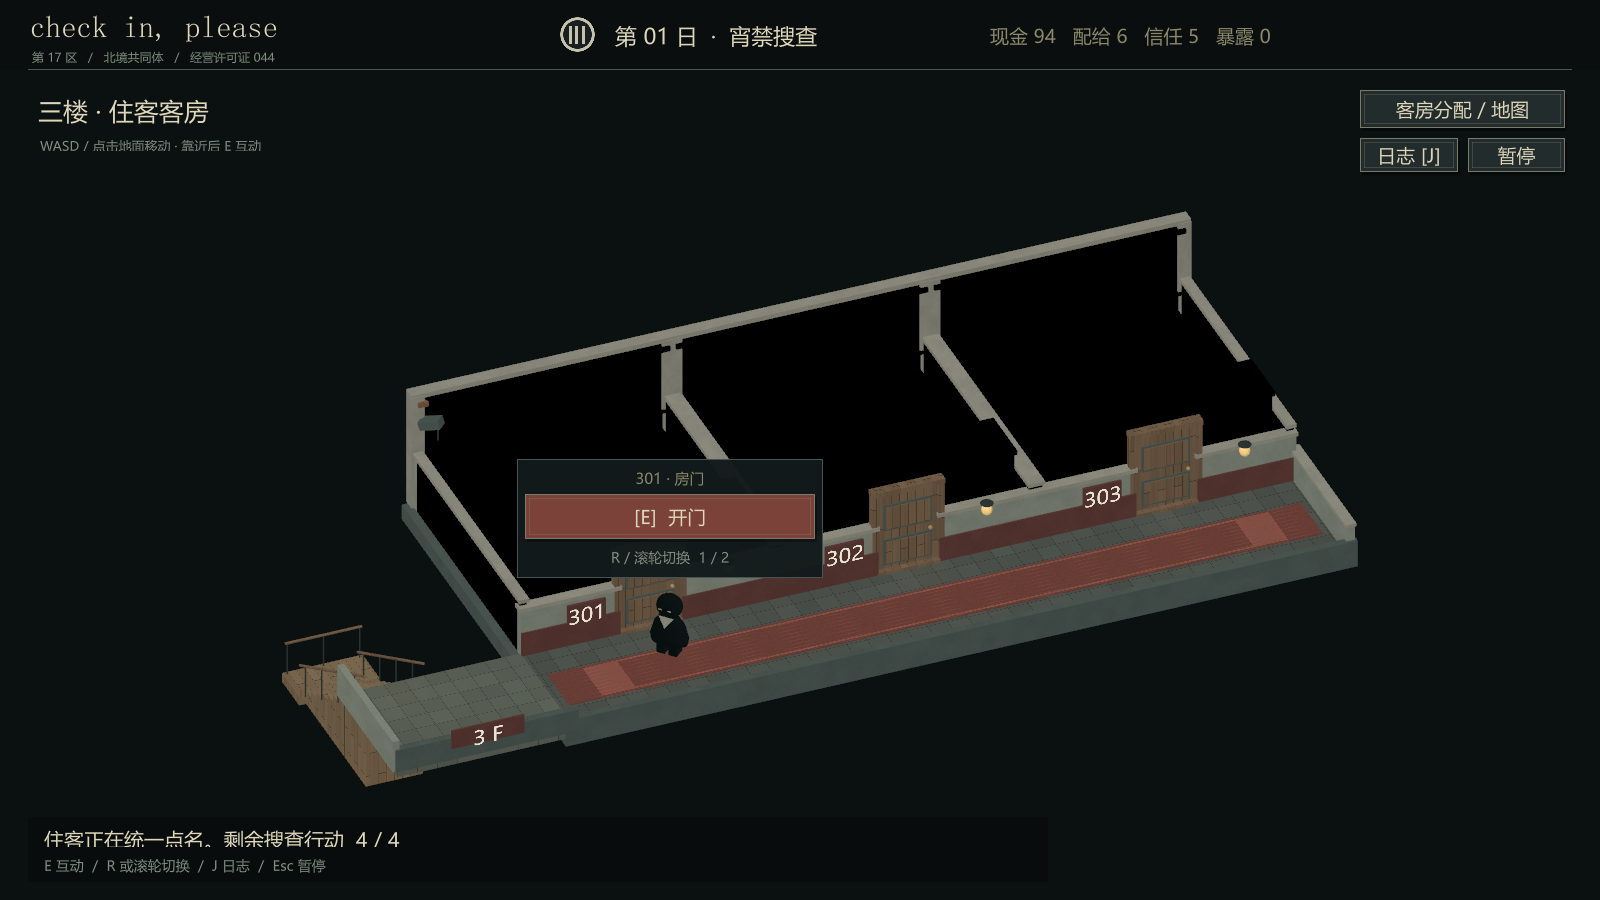 check in, please
第 17 区 / 北境共同体 / 经营许可证 044
第 01 日 · 宵禁搜查
现金 94 配给 6 信任 5 暴露 0
三楼 · 住客客房
WASD / 点击地面移动 · 靠近后 E 互动
客房分配 / 地图
日志 [J]
暂停
301 · 房门
[E] 开门
R / 滚轮切换 1 / 2
301
302
303
3 F
住客正在统一点名。剩余搜查行动 4 / 4
E 互动 / R 或滚轮切换 / J 日志 / Esc 暂停